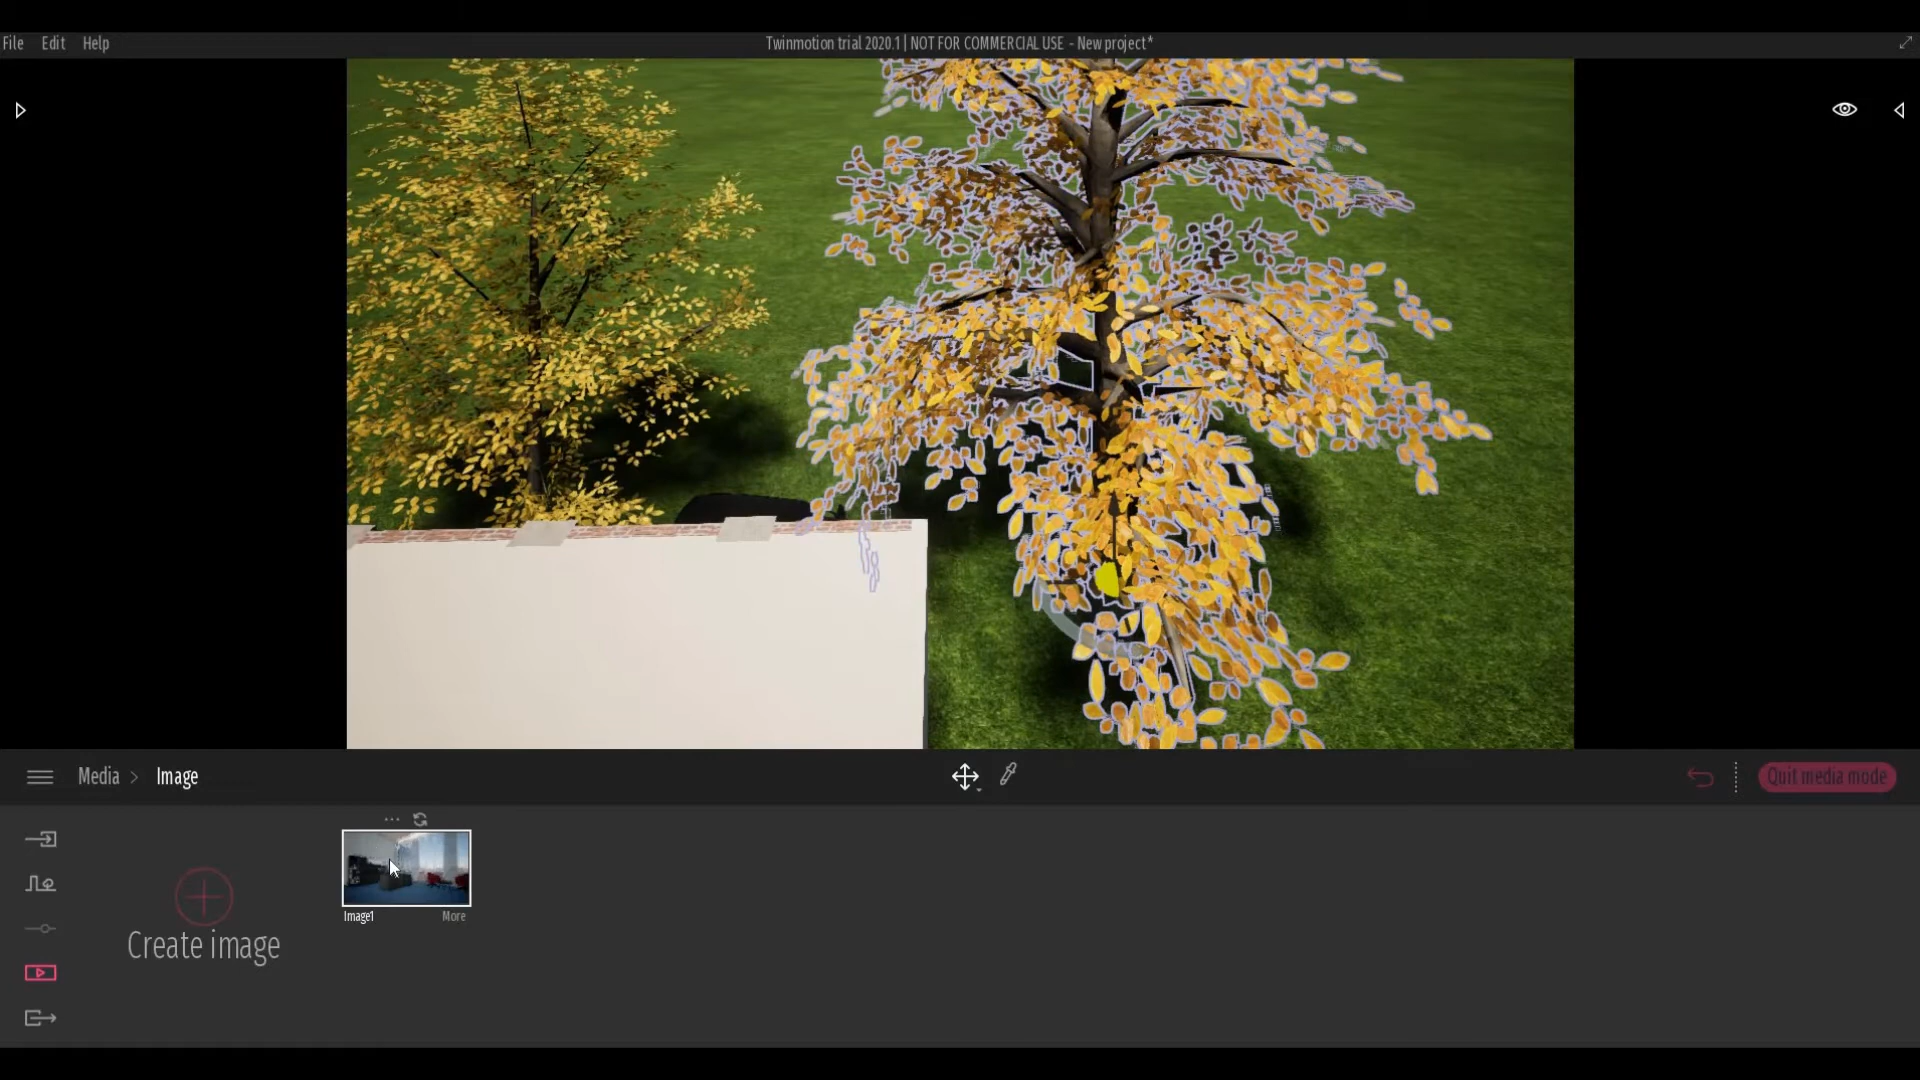 File Edit Help
Twinmotion trial 2020.1 | NOT FOR COMMERCIAL USE - New project*
Media > Image
Quit media mode
...
Image1 More
Create image